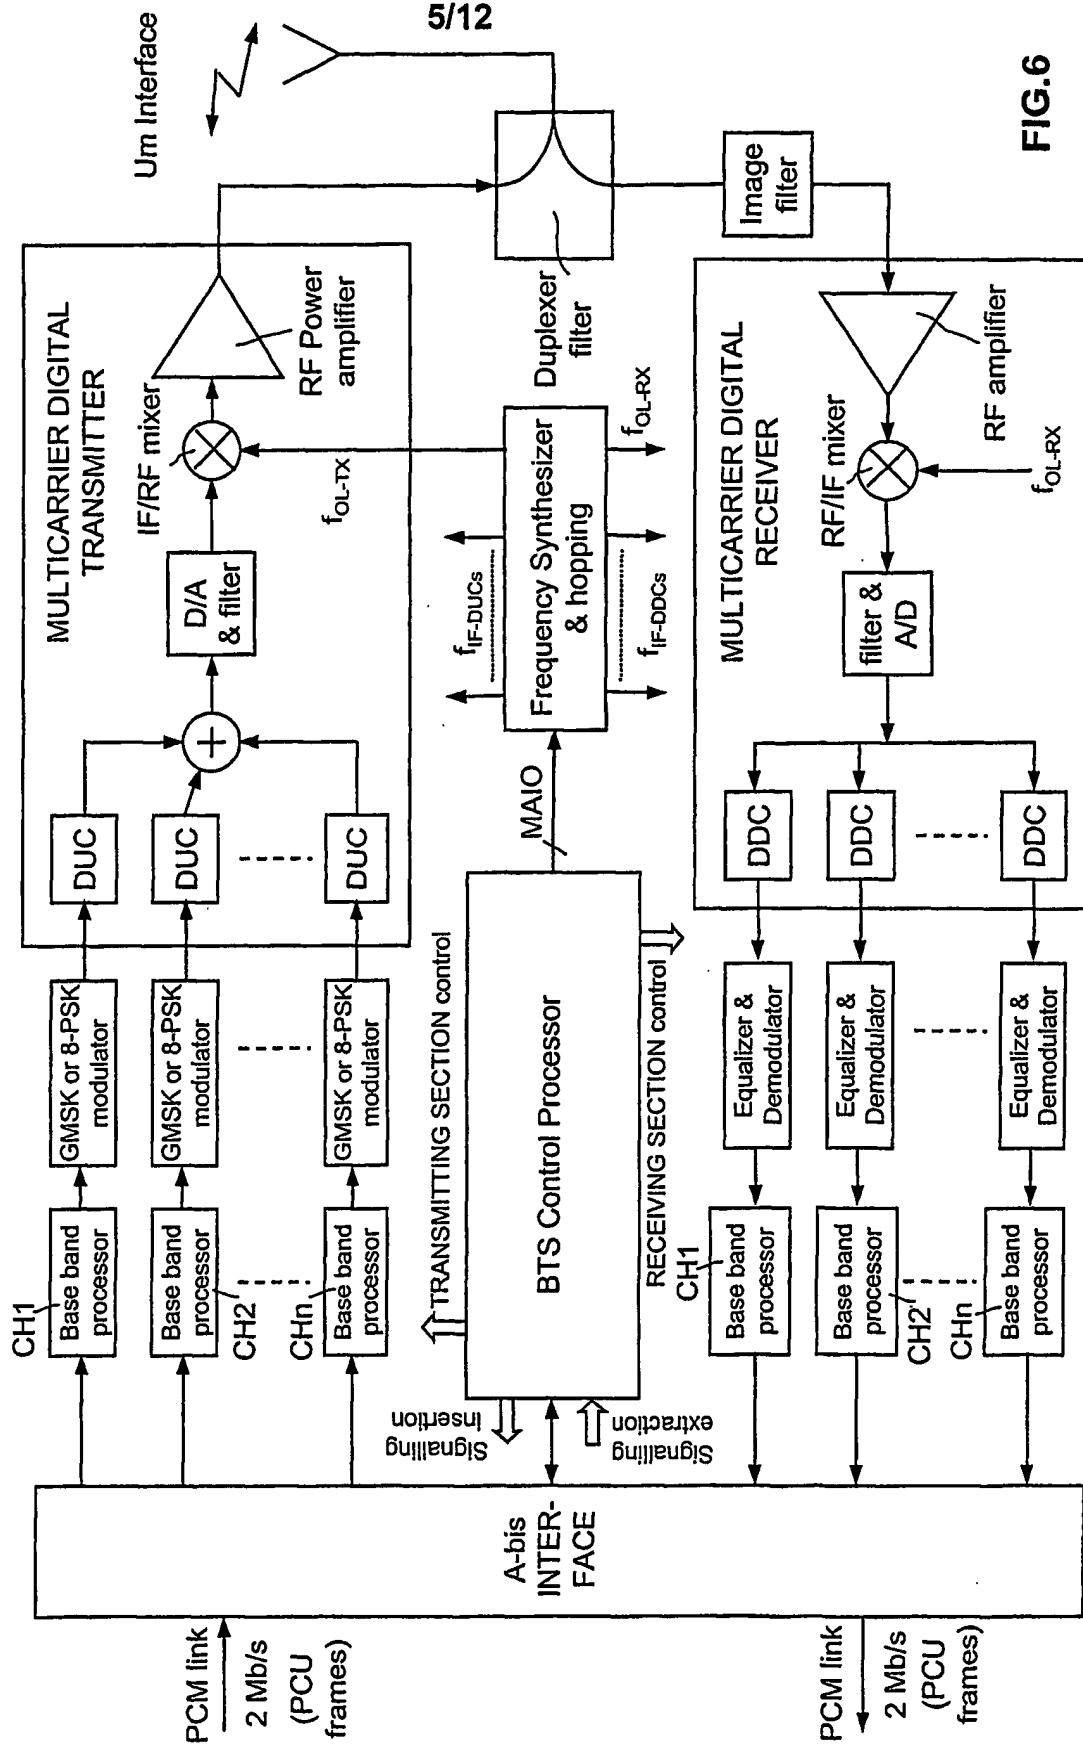 5/12
FIG.6
Um Interface
MULTICARRIER DIGITAL
TRANSMITTER
PCM link
2 Mb/s
(PCU
frames)
A-bis
INTER-
FACE
CH1
Base band
processor
GMSK or 8-PSK
modulator
DUC
Base band
processor
CH2
GMSK or 8-PSK
modulator
DUC
CHn
Base band
processor
GMSK or 8-PSK
modulator
DUC
+
D/A
& filter
IF/RF mixer
RF Power
amplifier
fOL-TX
Duplexer
filter
Image
filter
Signalling
insertion
Signalling
extraction
TRANSMITTING SECTION control
BTS Control Processor
RECEIVING SECTION control
MAIO
fIF-DUCs
Frequency Synthesizer
& hopping
fIF-DDCs
fOL-RX
MULTICARRIER DIGITAL
RECEIVER
RF amplifier
RF/IF mixer
fOL-RX
filter &
A/D
DDC
Equalizer &
Demodulator
CH1
Base band
processor
DDC
Equalizer &
Demodulator
Base band
processor
CH2
DDC
Equalizer &
Demodulator
CHn
Base band
processor
PCM link
2 Mb/s
(PCU
frames)